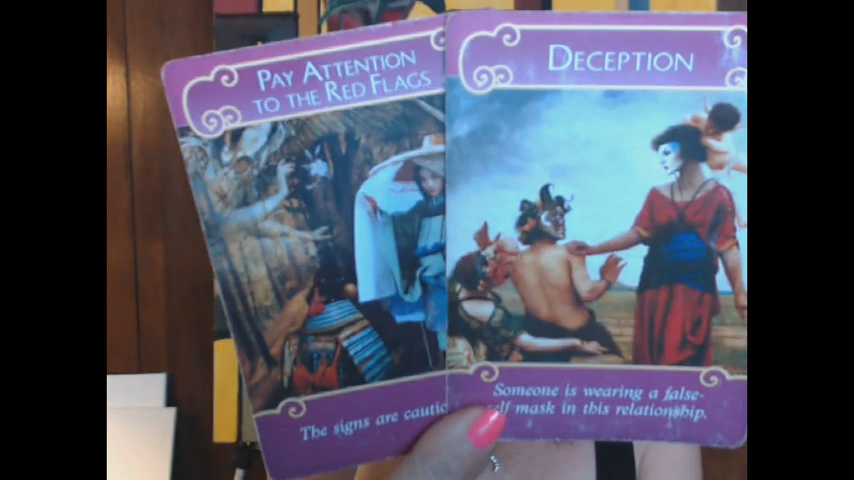 PAY ATTENTION
TO THE RED FLAGS
The signs are cautio
DECEPTION
Someone is wearing a false-
self mask in this relationship.